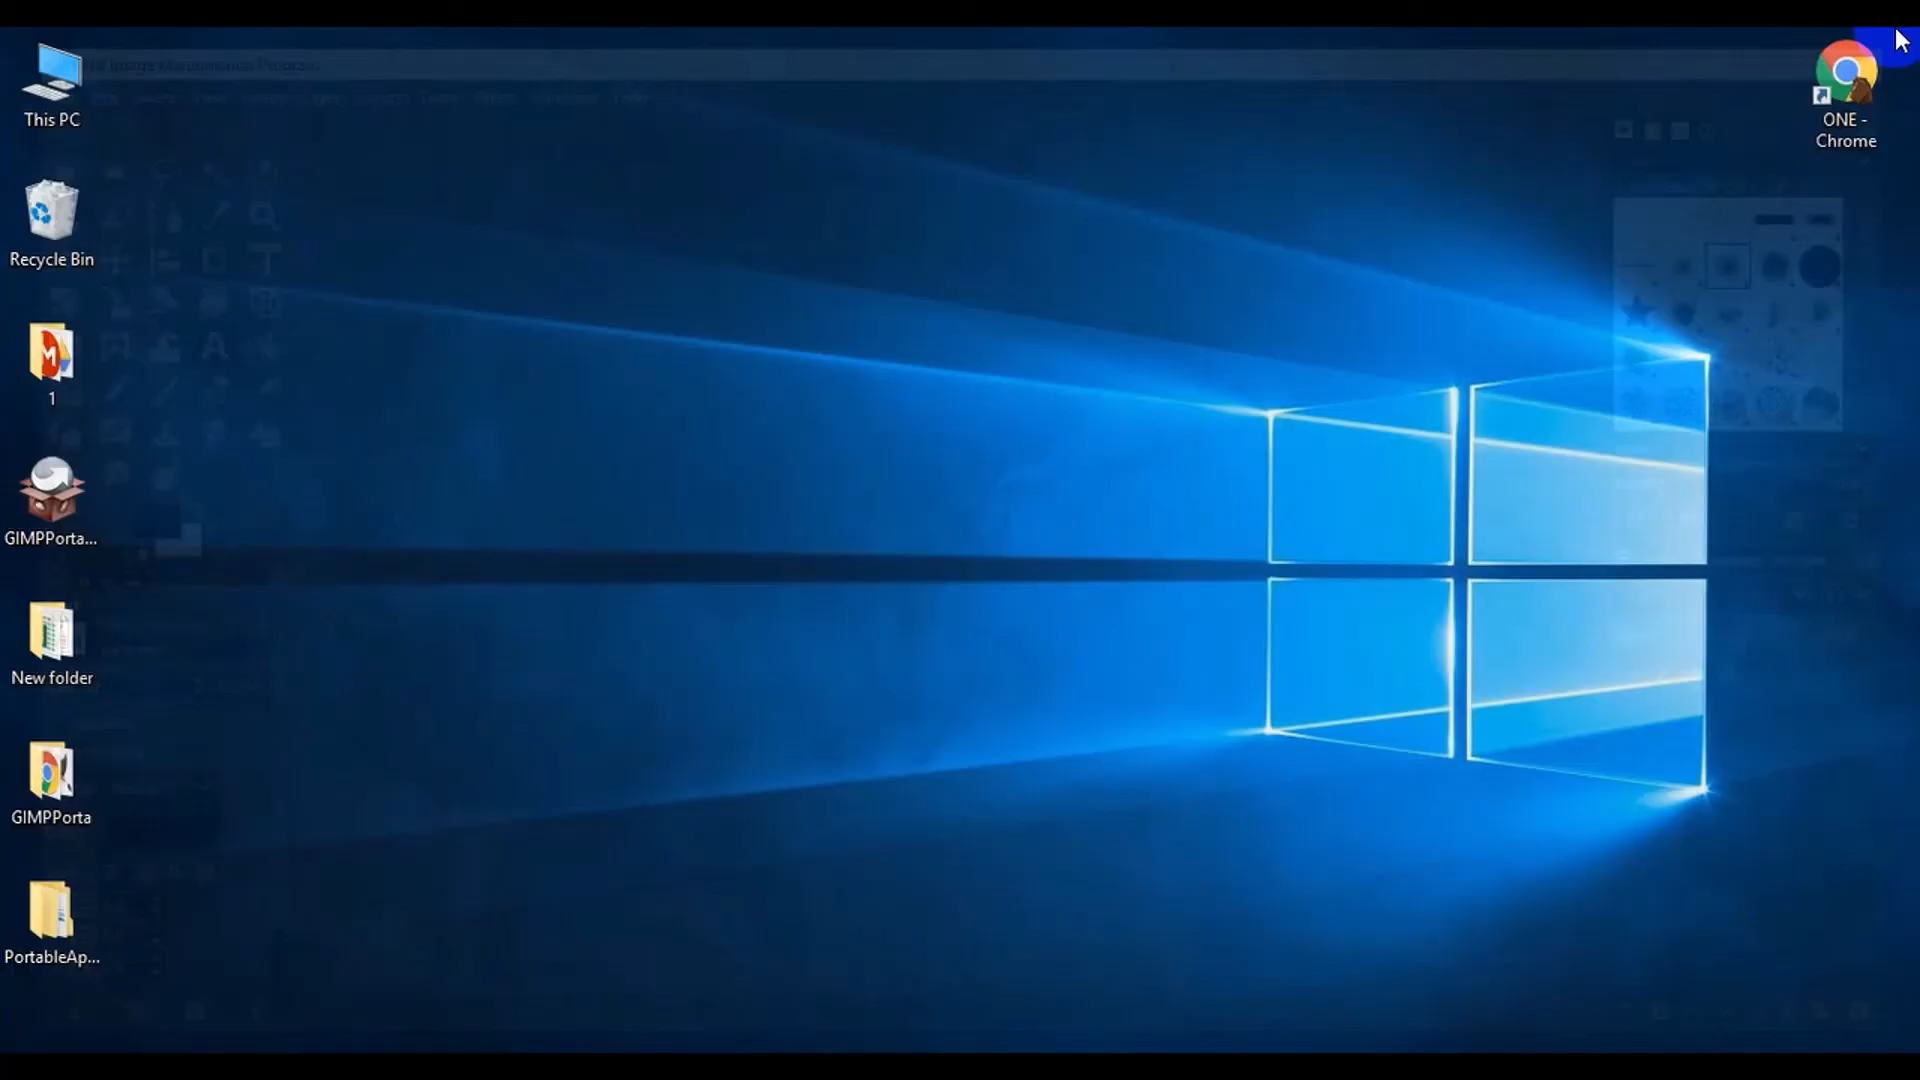 This PC
ONE -
Chrome
Recycle Bin
1
GIMPPorta...
New folder
GIMPPorta
PortableAp...